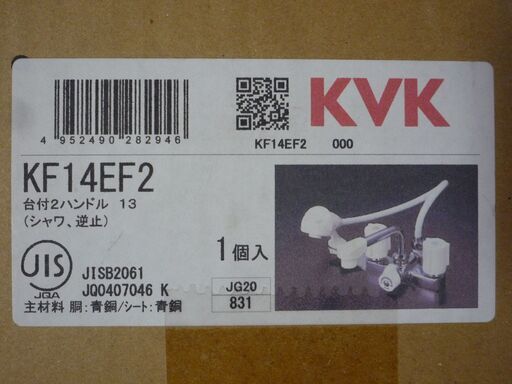 KVK
4 952490 282946
KF14EF2 000
KF14EF2
台付2ハンドル 13
(シャワ、逆止)
1個入
JIS
JQA
JISB2061
JQ0407046 K
JG20
831
主材料 胴:青銅/シート:青銅